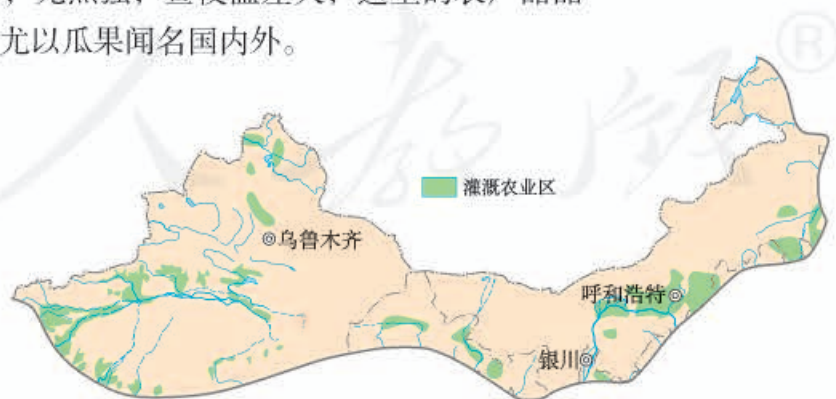 尤以瓜果闻名国内外。
灌溉农业区
乌鲁木齐
呼和浩特
银川